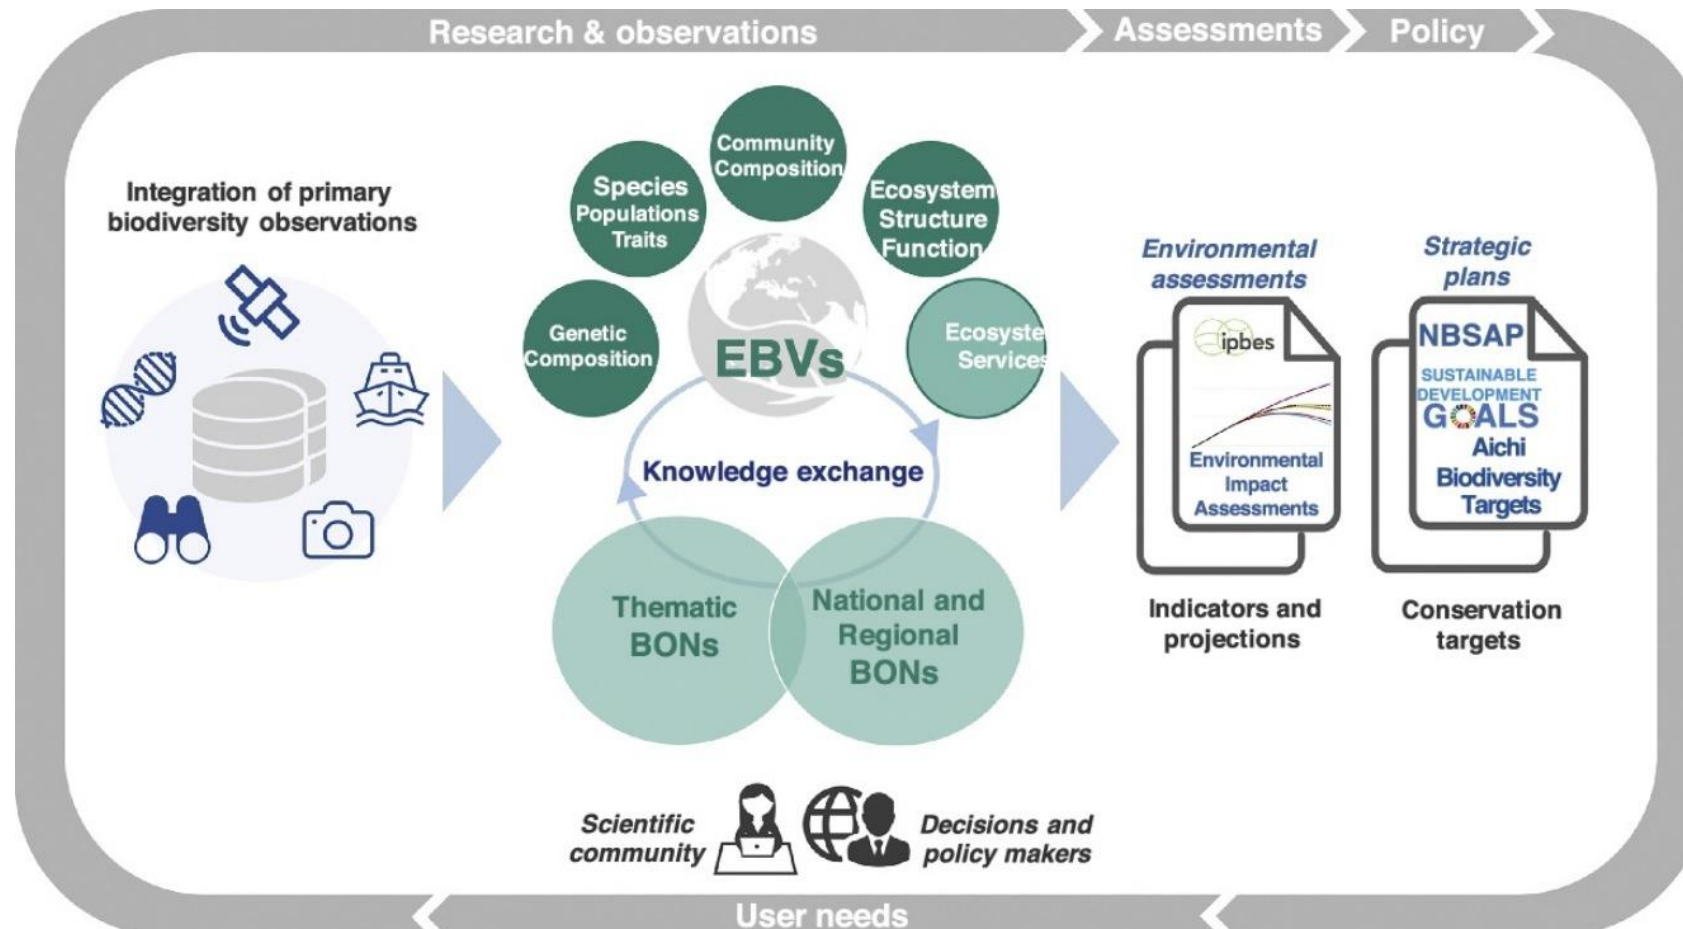 Research & observations
Assessments
Policy
Integration of primary
biodiversity observations
Genetic
Composition
Species
Populations
Traits
Community
Composition
Ecosystem
Structure
Function
Ecosyste
Services
EBVs
Knowledge exchange
Thematic
BONs
National and
Regional
BONs
Scientific
community
Decisions and
policy makers
Environmental
assessments
ipbes
Environmental
Impact
Assessments
Indicators and
projections
Strategic
plans
NBSAP
SUSTAINABLE
DEVELOPMENT
GOALS
Aichi
Biodiversity
Targets
Conservation
targets
User needs